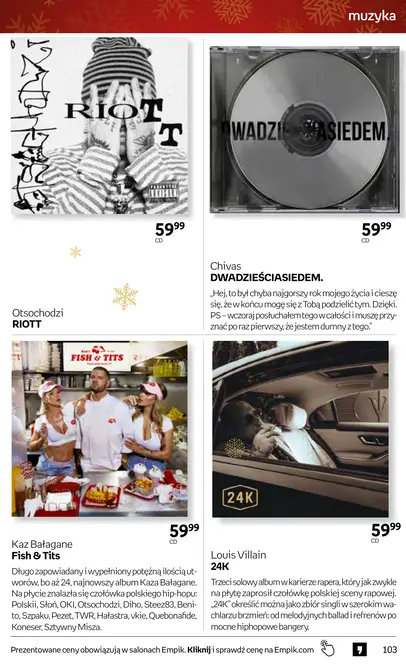 muzyka
RIOTT
T
PARENTAL
ADVISORY
59,99
CD
Otsochodzi
RIOTT
DWADZIEŚCIASIEDEM.
59,99
CD
Chivas
DWADZIEŚCIASIEDEM.
„Hej, to był chyba najgorszy rok mojego życia i cieszę
się, że w końcu mogę się z Tobą podzielić tym. Dzięki.
PS – wczoraj posłuchałem tego w całości i muszę przy-
znać po raz pierwszy, że jestem dumny z tego.”
FISH & TITS
59,99
CD
Kaz Bałagane
Fish & Tits
Długo zapowiadany i wypełniony potężną ilością ut-
worów, bo aż 24, najnowszy album Kaza Bałagane.
Na płycie znalazła się czołówka polskiego hip-hopu:
Polskii, Słoń, OKI, Otsochodzi, Diho, Steez83, Beni-
to, Szpaku, Pezet, TWR, Hałastra, vkie, Quebonafide,
Koneser, Sztywny Misza.
24K
59,99
CD
Louis Villain
24K
Trzeci solowy album w karierze rapera, który jak zwykle
na płytę zaprosił czołówkę polskiej sceny rapowej.
„24K” określić można jako zbiór singli w szerokim wa-
chlarzu brzmień: od melodyjnych ballad i refrenów po
mocne hiphopowe bangery.
Prezentowane ceny obowiązują w salonach Empik. Kliknij i sprawdź cenę na Empik.com
103